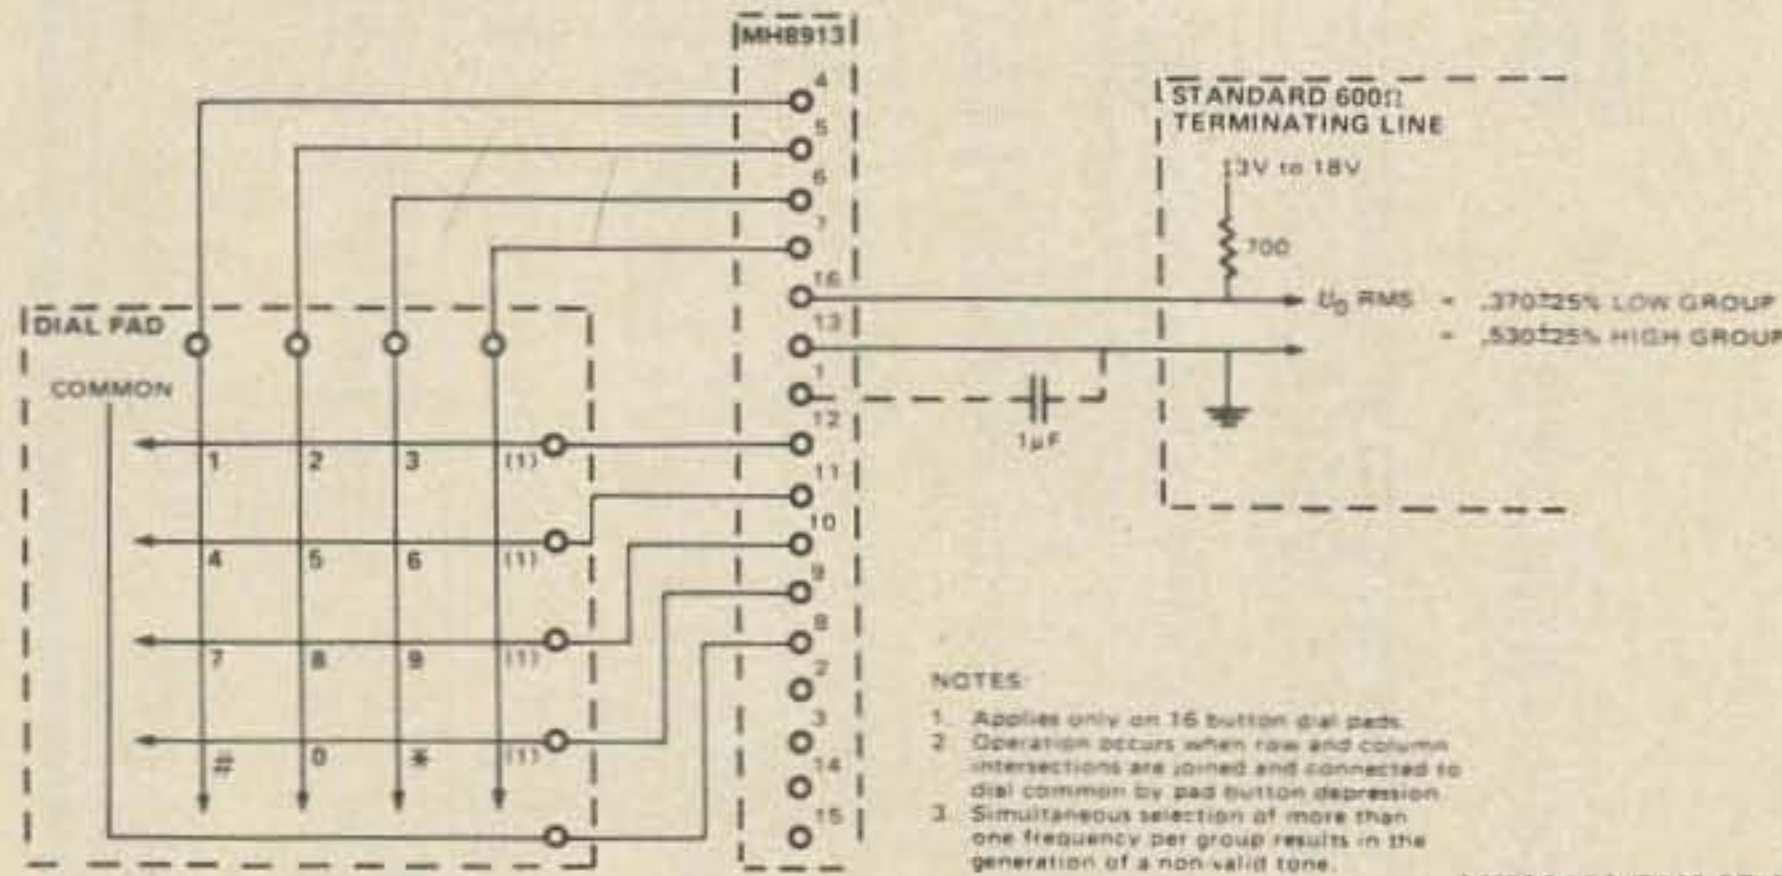 MH8913
4
5
6
7
16
13
1
12
11
10
9
8
2
3
14
15
STANDARD 600Ω
TERMINATING LINE
13V to 18V
700
U0 RMS = .370±25% LOW GROUP
= .530±25% HIGH GROUP
1μF
DIAL PAD
COMMON
1 2 3 (1)
4 5 6 (1)
7 8 9 (1)
# 0 * (1)
NOTES:
1. Applies only on 16 button dial pads.
2. Operation occurs when row and column
intersections are joined and connected to
dial common by pad button depression
3. Simultaneous selection of more than
one frequency per group results in the
generation of a non-valid tone.